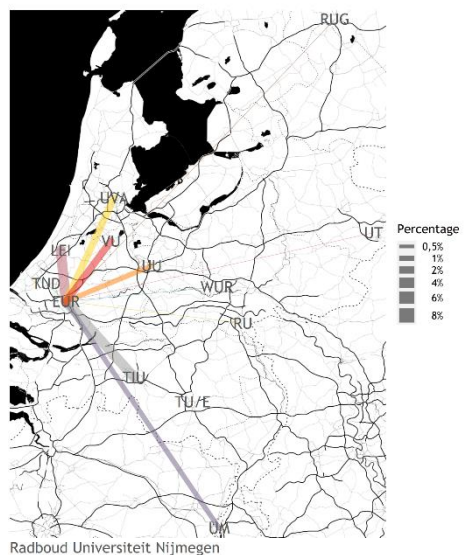 RUG
UVA
UT
VU
LEI
UU
TUD
WUR
EUR
RU
TIU
TU/E
UM
Percentage
0,5%
1%
2%
4%
6%
8%
Radboud Universiteit Nijmegen